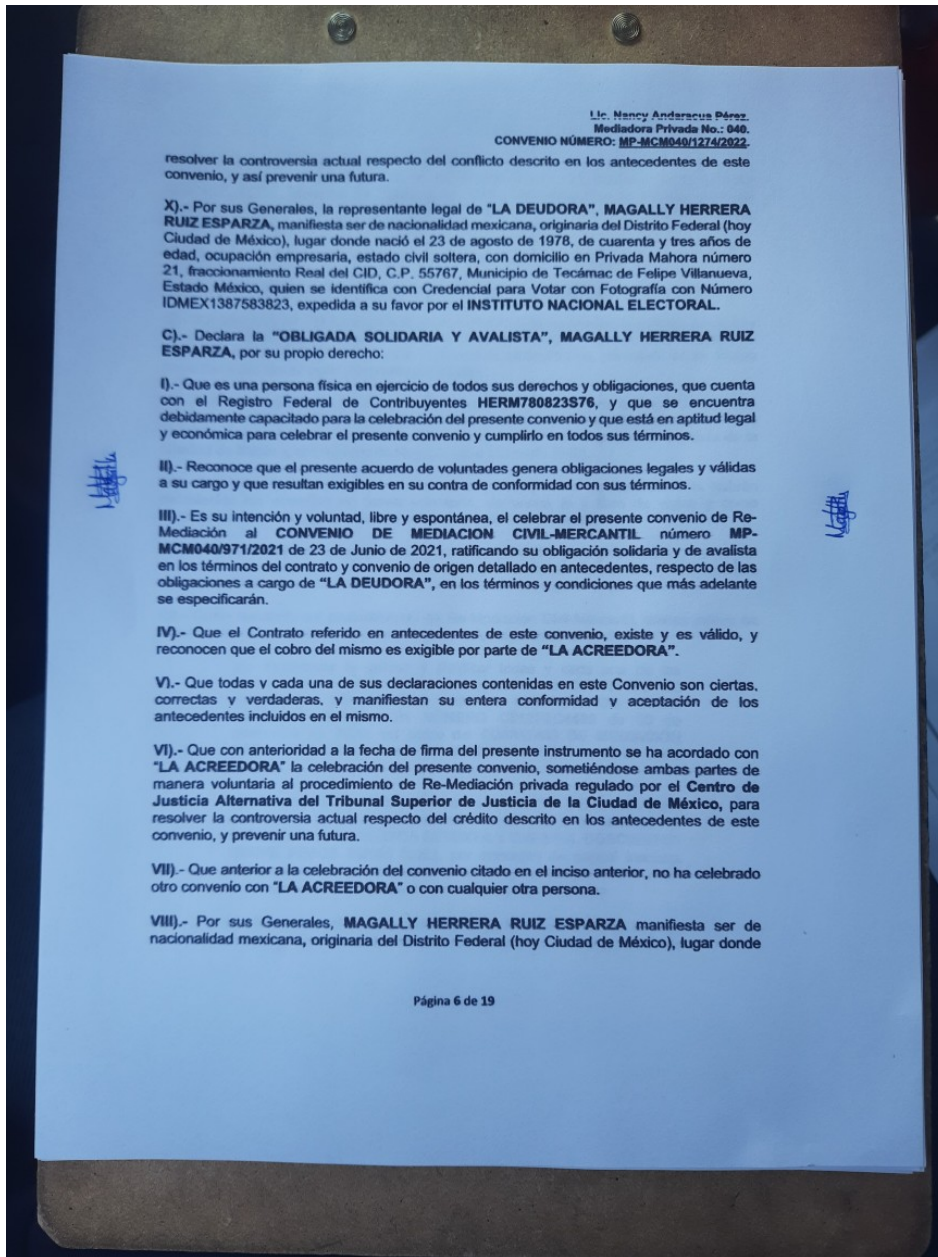 Lic. Nancy Andaracua Pérez.
Mediadora Privada No.: 040.
CONVENIO NÚMERO: MP-MCM040/1274/2022.
resolver la controversia actual respecto del conflicto descrito en los antecedentes de este
convenio, y así prevenir una futura.
X).- Por sus Generales, la representante legal de "LA DEUDORA", MAGALLY HERRERA
RUIZ ESPARZA, manifiesta ser de nacionalidad mexicana, originaria del Distrito Federal (hoy
Ciudad de México), lugar donde nació el 23 de agosto de 1978, de cuarenta y tres años de
edad, ocupación empresaria, estado civil soltera, con domicilio en Privada Mahora número
21, fraccionamiento Real del CID, C.P. 55767, Municipio de Tecámac de Felipe Villanueva,
Estado México, quien se identifica con Credencial para Votar con Fotografía con Número
IDMEX1387583823, expedida a su favor por el INSTITUTO NACIONAL ELECTORAL.
C).- Declara la "OBLIGADA SOLIDARIA Y AVALISTA", MAGALLY HERRERA RUIZ
ESPARZA, por su propio derecho:
I).- Que es una persona física en ejercicio de todos sus derechos y obligaciones, que cuenta
con el Registro Federal de Contribuyentes HERM780823S76, y que se encuentra
debidamente capacitado para la celebración del presente convenio y que está en aptitud legal
y económica para celebrar el presente convenio y cumplirlo en todos sus términos.
II).- Reconoce que el presente acuerdo de voluntades genera obligaciones legales y válidas
a su cargo y que resultan exigibles en su contra de conformidad con sus términos.
III).- Es su intención y voluntad, libre y espontánea, el celebrar el presente convenio de Re-
Mediación al CONVENIO DE MEDIACION CIVIL-MERCANTIL número MP-
MCM040/971/2021 de 23 de Junio de 2021, ratificando su obligación solidaria y de avalista
en los términos del contrato y convenio de origen detallado en antecedentes, respecto de las
obligaciones a cargo de "LA DEUDORA", en los términos y condiciones que más adelante
se especificarán.
IV).- Que el Contrato referido en antecedentes de este convenio, existe y es válido, y
reconocen que el cobro del mismo es exigible por parte de "LA ACREEDORA".
V).- Que todas y cada una de sus declaraciones contenidas en este Convenio son ciertas,
correctas y verdaderas, y manifiestan su entera conformidad y aceptación de los
antecedentes incluidos en el mismo.
VI).- Que con anterioridad a la fecha de firma del presente instrumento se ha acordado con
"LA ACREEDORA" la celebración del presente convenio, sometiéndose ambas partes de
manera voluntaria al procedimiento de Re-Mediación privada regulado por el Centro de
Justicia Alternativa del Tribunal Superior de Justicia de la Ciudad de México, para
resolver la controversia actual respecto del crédito descrito en los antecedentes de este
convenio, y prevenir una futura.
VII).- Que anterior a la celebración del convenio citado en el inciso anterior, no ha celebrado
otro convenio con "LA ACREEDORA" o con cualquier otra persona.
VIII).- Por sus Generales, MAGALLY HERRERA RUIZ ESPARZA manifiesta ser de
nacionalidad mexicana, originaria del Distrito Federal (hoy Ciudad de México), lugar donde
Página 6 de 19